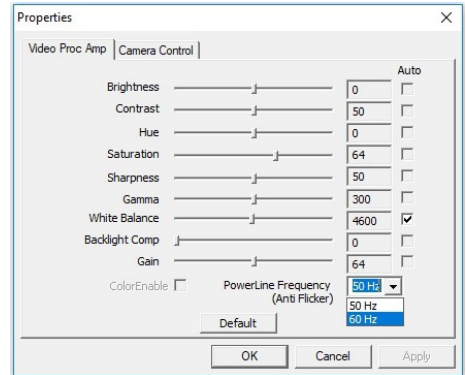 Properties
Video Proc Amp Camera Control
Auto
Brightness 0
Contrast 50
Hue 0
Saturation 64
Sharpness 50
Gamma 300
White Balance 4600
Backlight Comp 0
Gain 64
ColorEnable PowerLine Frequency 50 Hz
(Anti Flicker)
50 Hz
60 Hz
Default
OK Cancel Apply